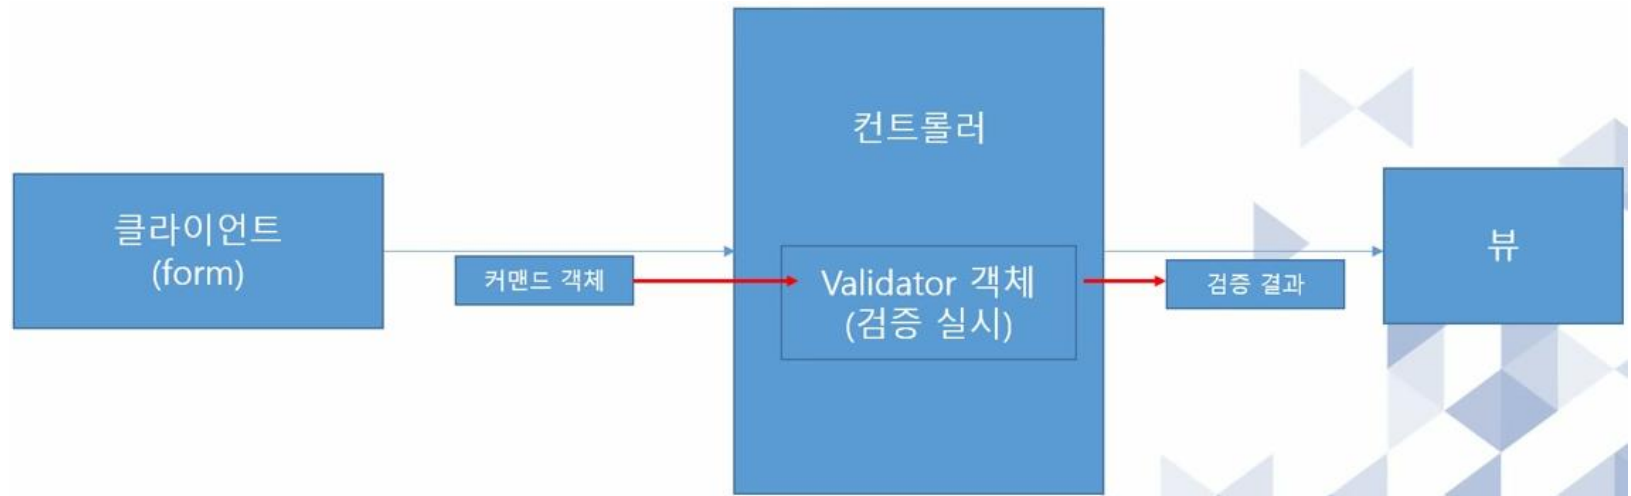 컨트롤러
클라이언트
(form)
커맨드 객체
Validator 객체
(검증 실시)
검증 결과
뷰